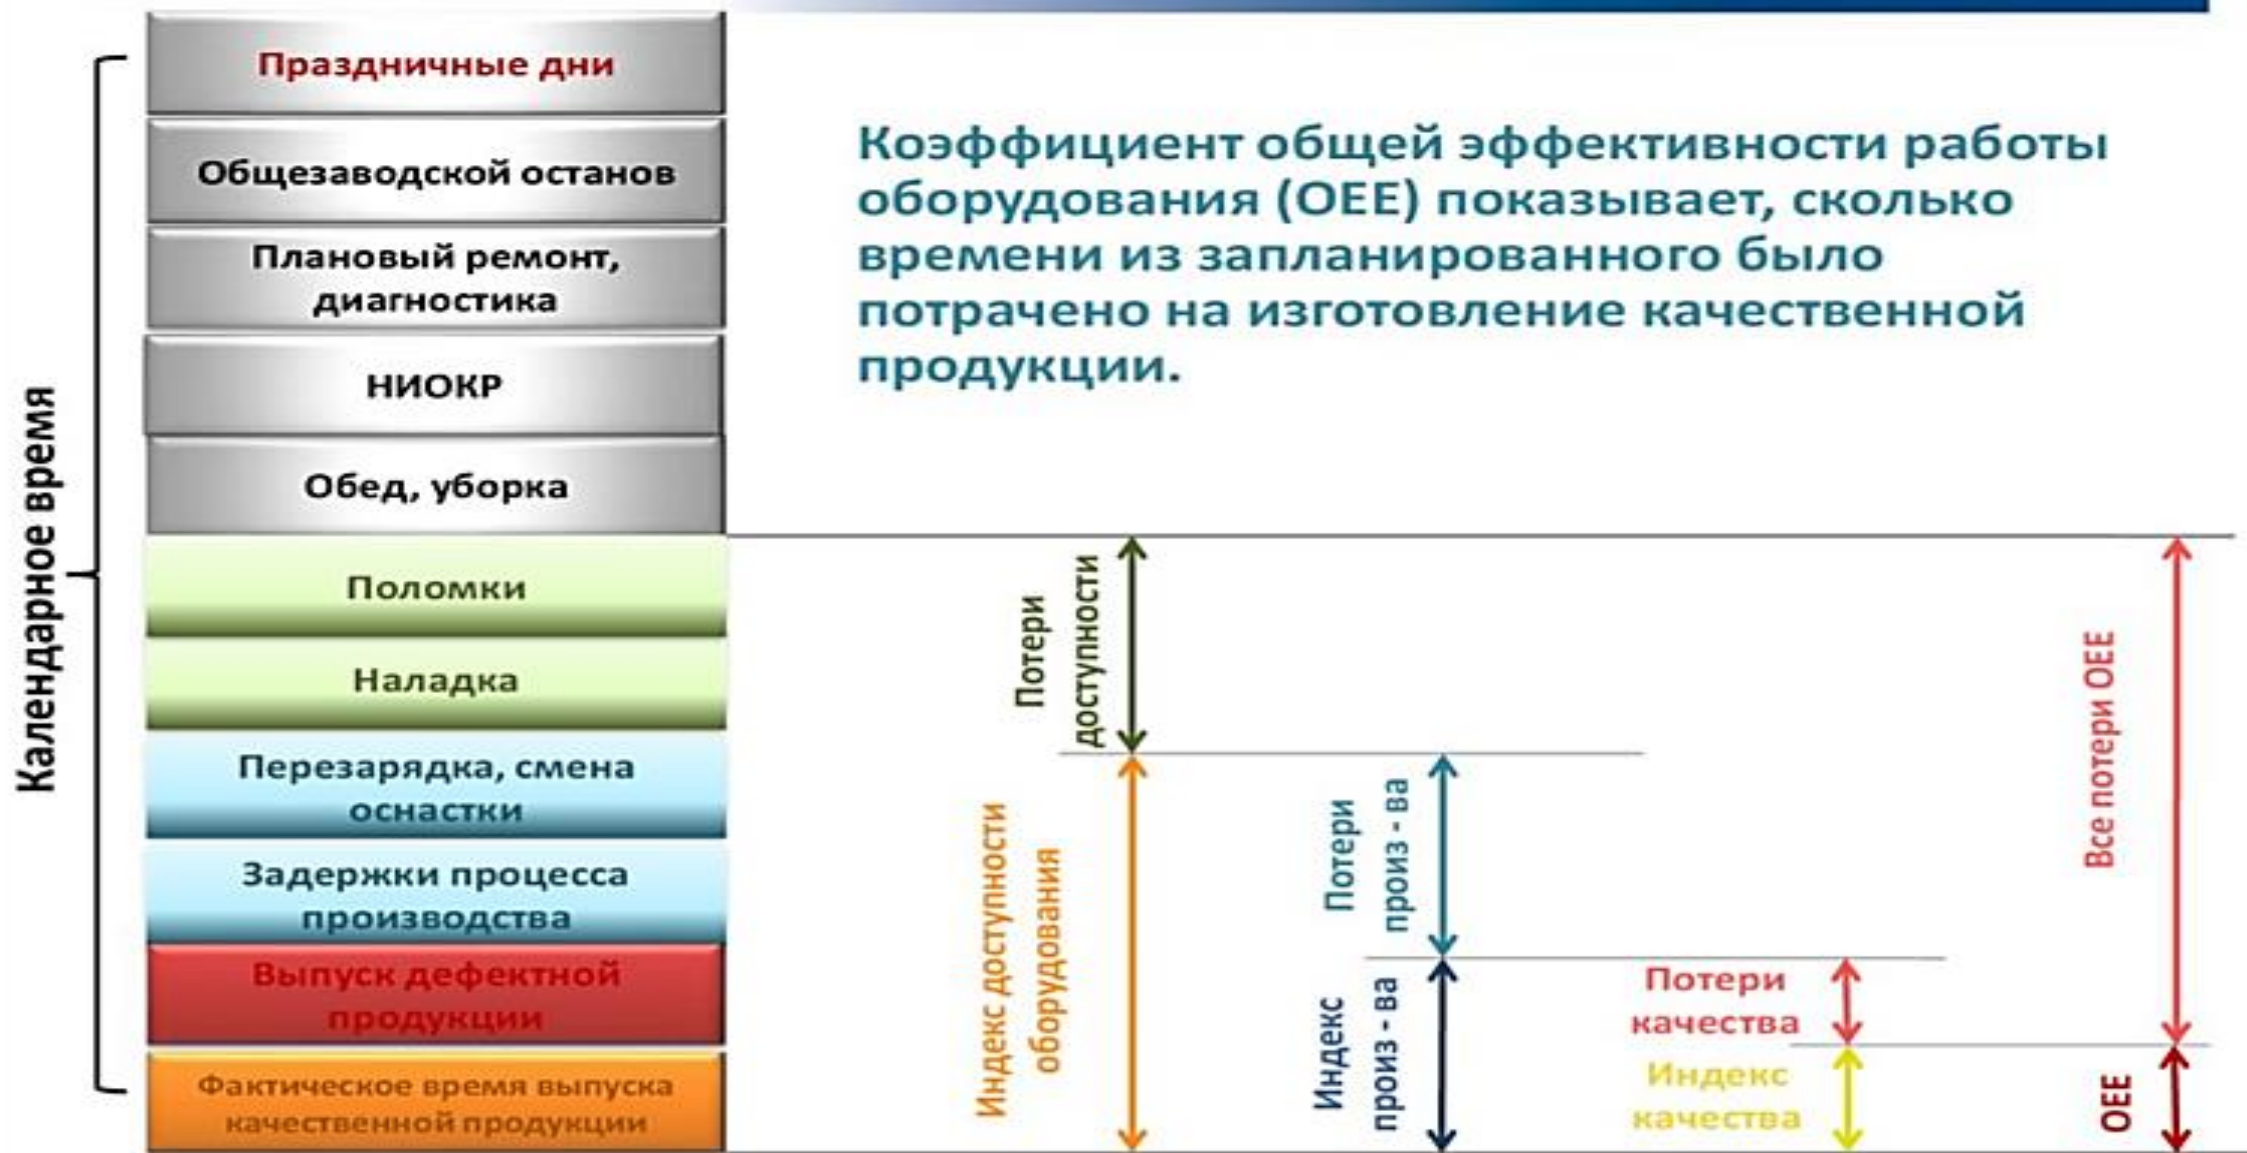 Календарное время
Праздничные дни
Общезаводской останов
Плановый ремонт,
диагностика
НИОКР
Обед, уборка
Поломки
Наладка
Перезарядка, смена
оснастки
Задержки процесса
производства
Выпуск дефектной
продукции
Фактическое время выпуска
качественной продукции
Коэффициент общей эффективности работы
оборудования (OEE) показывает, сколько
времени из запланированного было
потрачено на изготовление качественной
продукции.
Потери
доступности
Индекс доступности
оборудования
Потери
произ - ва
Индекс
произ - ва
Потери
качества
Индекс
качества
Все потери OEE
OEE